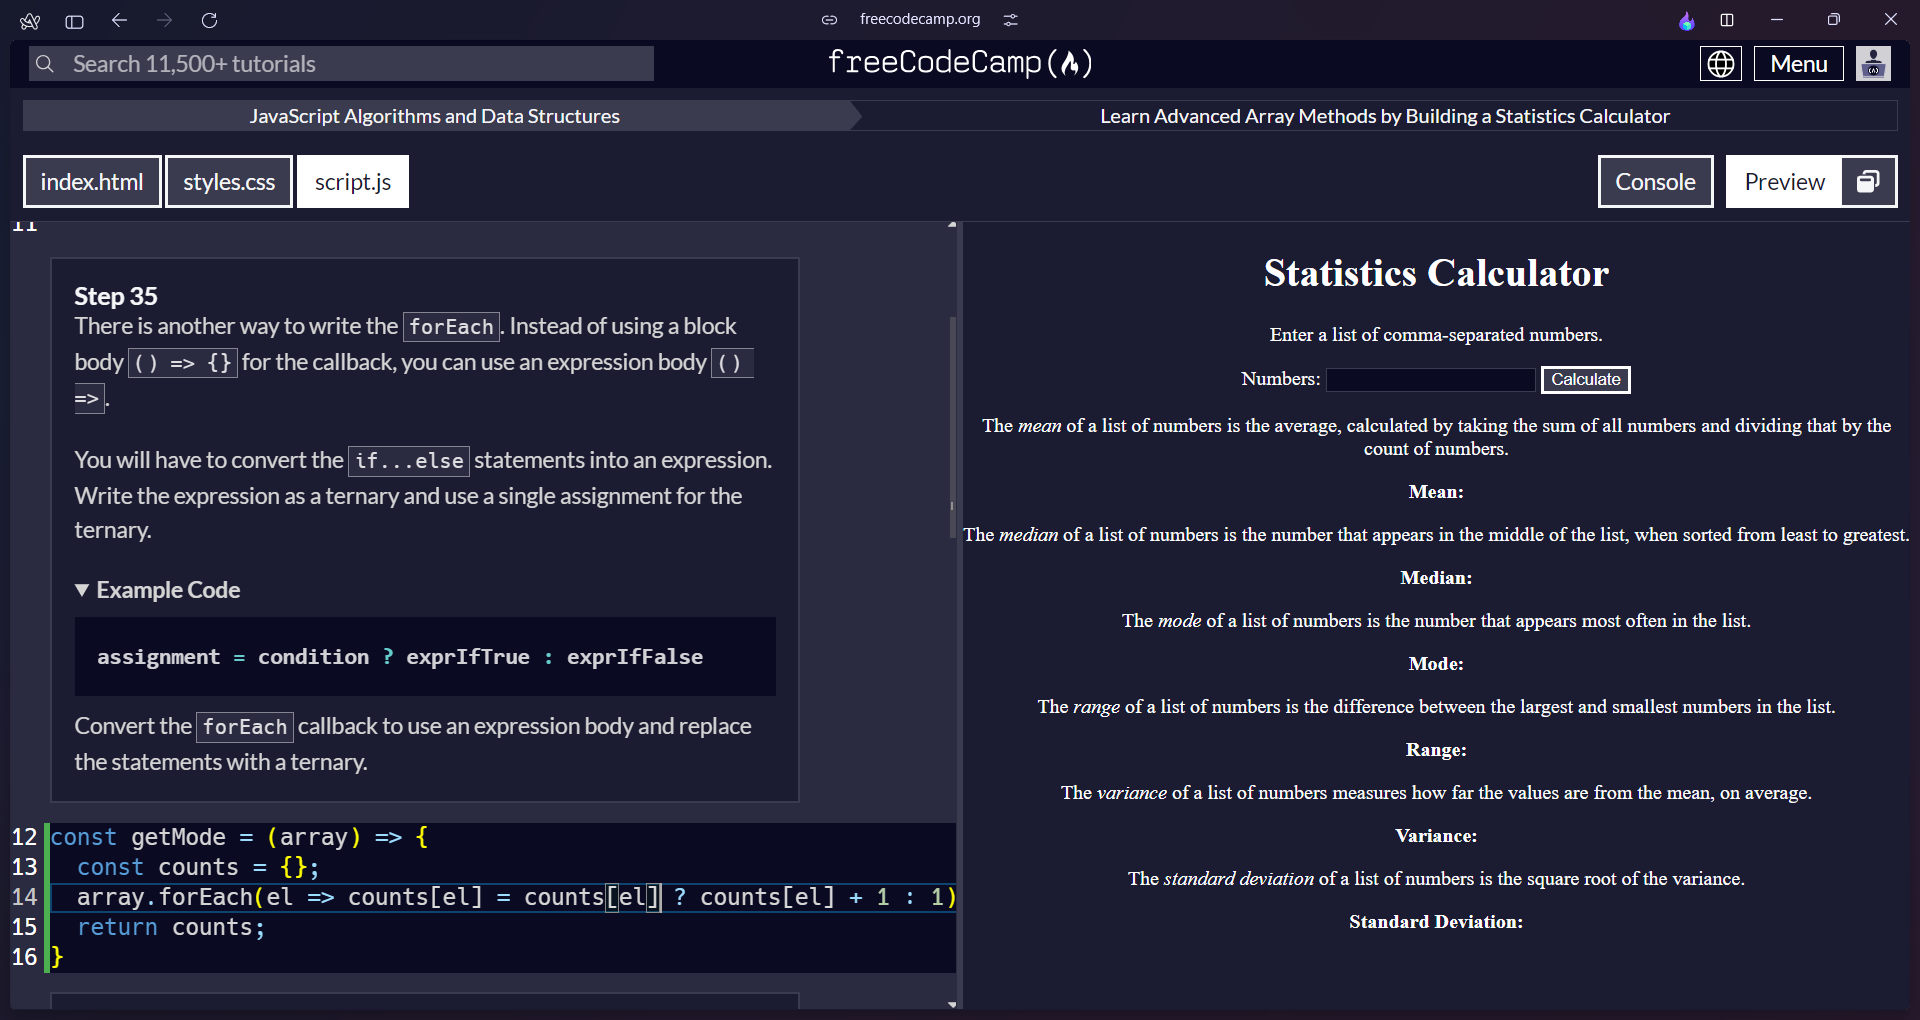 freecodecamp.org
Search 11,500+ tutorials
freeCodeCamp
Menu
JavaScript Algorithms and Data Structures
Learn Advanced Array Methods by Building a Statistics Calculator
index.html
styles.css
script.js
Console
Preview
11
Step 35
There is another way to write the forEach. Instead of using a block
body () => {} for the callback, you can use an expression body ()
=>.
You will have to convert the if...else statements into an expression.
Write the expression as a ternary and use a single assignment for the
ternary.
▼ Example Code
assignment = condition ? exprIfTrue : exprIfFalse
Convert the forEach callback to use an expression body and replace
the statements with a ternary.
12 const getMode = (array) => {
13 const counts = {};
14 array.forEach(el => counts[el] = counts[el] ? counts[el] + 1 : 1)
15 return counts;
16 }
Statistics Calculator
Enter a list of comma-separated numbers.
Numbers:
Calculate
The mean of a list of numbers is the average, calculated by taking the sum of all numbers and dividing that by the
count of numbers.
Mean:
The median of a list of numbers is the number that appears in the middle of the list, when sorted from least to greatest.
Median:
The mode of a list of numbers is the number that appears most often in the list.
Mode:
The range of a list of numbers is the difference between the largest and smallest numbers in the list.
Range:
The variance of a list of numbers measures how far the values are from the mean, on average.
Variance:
The standard deviation of a list of numbers is the square root of the variance.
Standard Deviation: